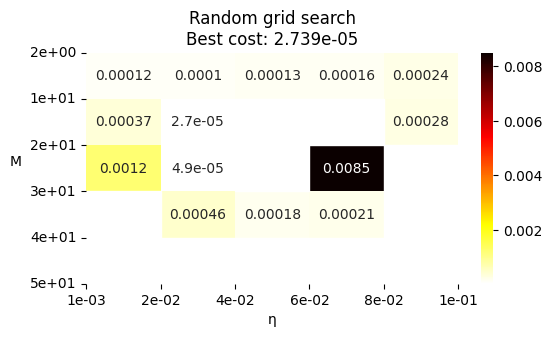 Random grid search
Best cost: 2.739e-05
2e+00
0.00012 0.0001 0.00013 0.00016 0.00024
1e+01
0.00037 2.7e-05 0.00028
2e+01
M
0.0012 4.9e-05 0.0085
3e+01
0.00046 0.00018 0.00021
4e+01
5e+01
1e-03 2e-02 4e-02 6e-02 8e-02 1e-01
η
0.008
0.006
0.004
0.002